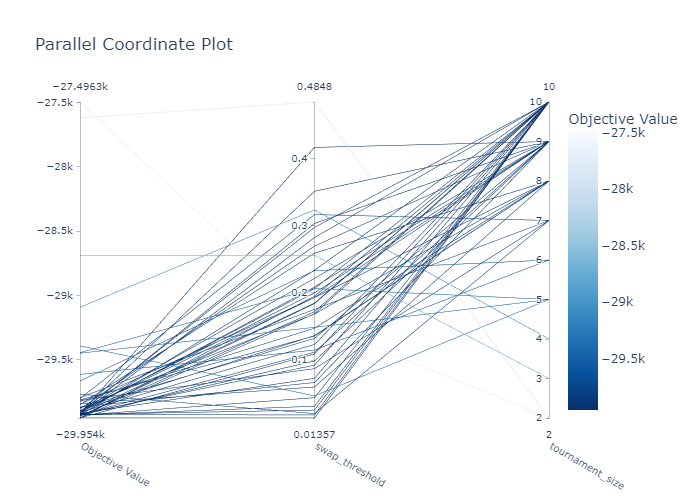 Parallel Coordinate Plot
−27.4963k
0.4848
10
−27.5k
−28k
−28.5k
−29k
−29.5k
−29.954k
Objective Value
0.4
0.3
0.2
0.1
0.01357
swap_threshold
10
9
8
7
6
5
4
3
2
2
tournament_size
Objective Value
−27.5k
−28k
−28.5k
−29k
−29.5k